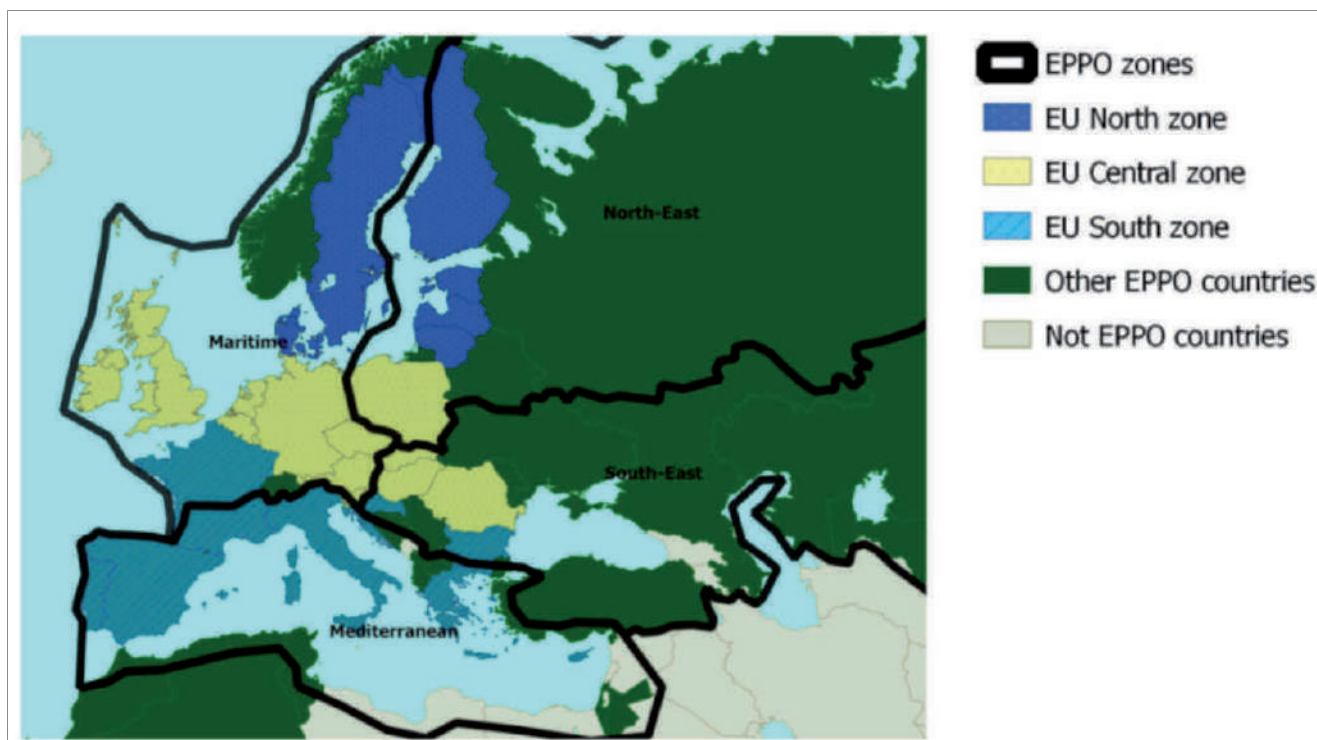 EPPO zones
EU North zone
EU Central zone
EU South zone
Other EPPO countries
Not EPPO countries
North-East
Maritime
South-East
Mediterranean